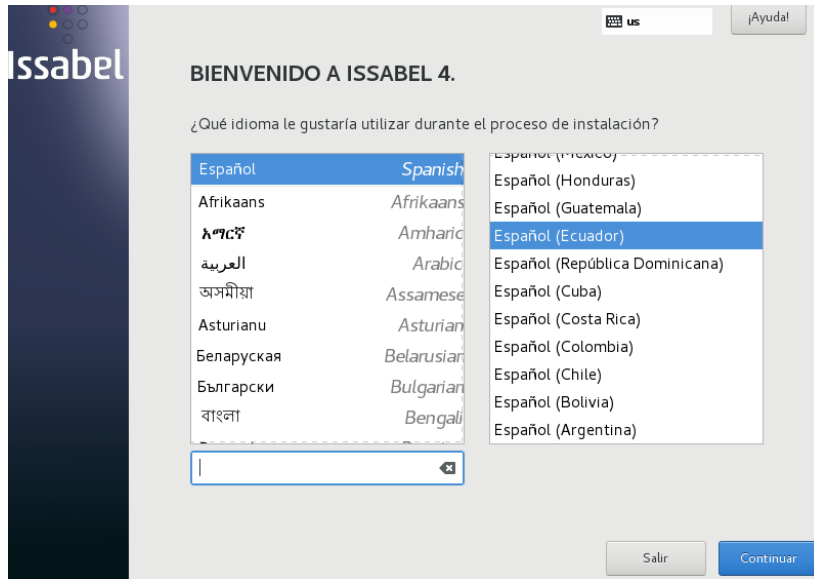 us
¡Ayuda!
Issabel
BIENVENIDO A ISSABEL 4.
¿Qué idioma le gustaría utilizar durante el proceso de instalación?
Español Spanish
Afrikaans Afrikaans
አማርኛ Amharic
العربية Arabic
অসমীয়া Assamese
Asturianu Asturian
Беларуская Belarusian
Български Bulgarian
বাংলা Bengali
Español (México)
Español (Honduras)
Español (Guatemala)
Español (Ecuador)
Español (República Dominicana)
Español (Cuba)
Español (Costa Rica)
Español (Colombia)
Español (Chile)
Español (Bolivia)
Español (Argentina)
Salir
Continuar